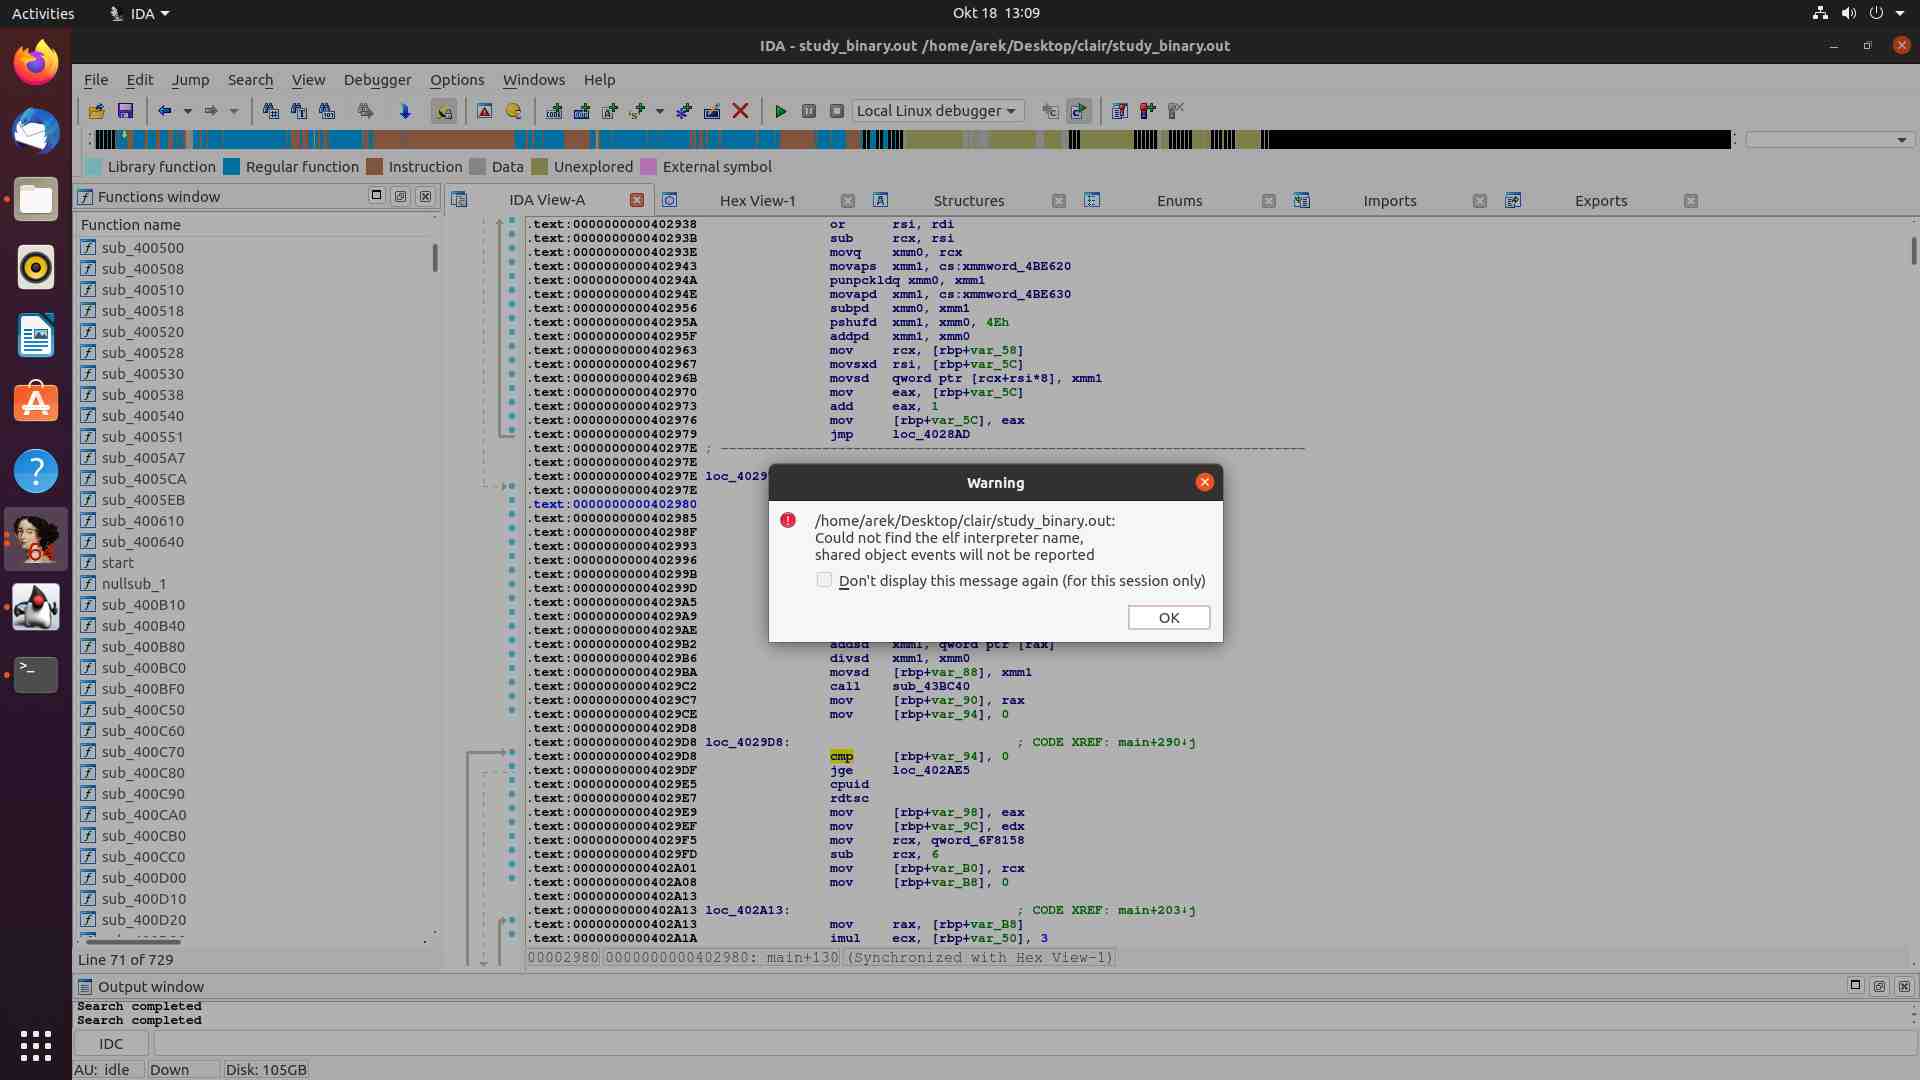 Activities
IDA
Okt 18 13:09
IDA - study_binary.out /home/arek/Desktop/clair/study_binary.out
File Edit Jump Search View Debugger Options Windows Help
Local Linux debugger
Library function Regular function Instruction Data Unexplored External symbol
Functions window
Function name
sub_400500
sub_400508
sub_400510
sub_400518
sub_400520
sub_400528
sub_400530
sub_400538
sub_400540
sub_400551
sub_4005A7
sub_4005CA
sub_4005EB
sub_400610
sub_400640
start
nullsub_1
sub_400B10
sub_400B40
sub_400B80
sub_400BC0
sub_400BF0
sub_400C50
sub_400C60
sub_400C70
sub_400C80
sub_400C90
sub_400CA0
sub_400CB0
sub_400CC0
sub_400D00
sub_400D10
sub_400D20
Line 71 of 729
IDA View-A Hex View-1 Structures Enums Imports Exports
.text:0000000000402938 or rsi, rdi
.text:000000000040293B sub rcx, rsi
.text:000000000040293E movq xmm0, rcx
.text:0000000000402943 movaps xmm1, cs:xmmword_4BE620
.text:000000000040294A punpckldq xmm0, xmm1
.text:000000000040294E movapd xmm1, cs:xmmword_4BE630
.text:0000000000402956 subpd xmm0, xmm1
.text:000000000040295A pshufd xmm1, xmm0, 4Eh
.text:000000000040295F addpd xmm1, xmm0
.text:0000000000402963 mov rcx, [rbp+var_58]
.text:0000000000402967 movsxd rsi, [rbp+var_5C]
.text:000000000040296B movsd qword ptr [rcx+rsi*8], xmm1
.text:0000000000402970 mov eax, [rbp+var_5C]
.text:0000000000402973 add eax, 1
.text:0000000000402976 mov [rbp+var_5C], eax
.text:0000000000402979 jmp loc_4028AD
.text:000000000040297E ; ---------------------------------------------------------------------------
.text:000000000040297E
.text:000000000040297E loc_4029
.text:000000000040297E
.text:0000000000402980
.text:0000000000402985
.text:000000000040298F
.text:0000000000402993
.text:0000000000402996
.text:000000000040299B
.text:000000000040299D
.text:00000000004029A5
.text:00000000004029A9
.text:00000000004029AE
.text:00000000004029B2 addsd xmm1, qword ptr [rax]
.text:00000000004029B6 divsd xmm1, xmm0
.text:00000000004029BA movsd [rbp+var_88], xmm1
.text:00000000004029C2 call sub_43BC40
.text:00000000004029C7 mov [rbp+var_90], rax
.text:00000000004029CE mov [rbp+var_94], 0
.text:00000000004029D8
.text:00000000004029D8 loc_4029D8: ; CODE XREF: main+290↓j
.text:00000000004029D8 cmp [rbp+var_94], 0
.text:00000000004029DF jge loc_402AE5
.text:00000000004029E5 cpuid
.text:00000000004029E7 rdtsc
.text:00000000004029E9 mov [rbp+var_98], eax
.text:00000000004029EF mov [rbp+var_9C], edx
.text:00000000004029F5 mov rcx, qword_6F8158
.text:00000000004029FD sub rcx, 6
.text:0000000000402A01 mov [rbp+var_B0], rcx
.text:0000000000402A08 mov [rbp+var_B8], 0
.text:0000000000402A13
.text:0000000000402A13 loc_402A13: ; CODE XREF: main+203↓j
.text:0000000000402A13 mov rax, [rbp+var_B8]
.text:0000000000402A1A imul ecx, [rbp+var_50], 3
00002980 0000000000402980: main+130 (Synchronized with Hex View-1)
Warning
/home/arek/Desktop/clair/study_binary.out:
Could not find the elf interpreter name,
shared object events will not be reported
Don't display this message again (for this session only)
OK
Output window
Search completed
Search completed
IDC
AU: idle Down Disk: 105GB
64